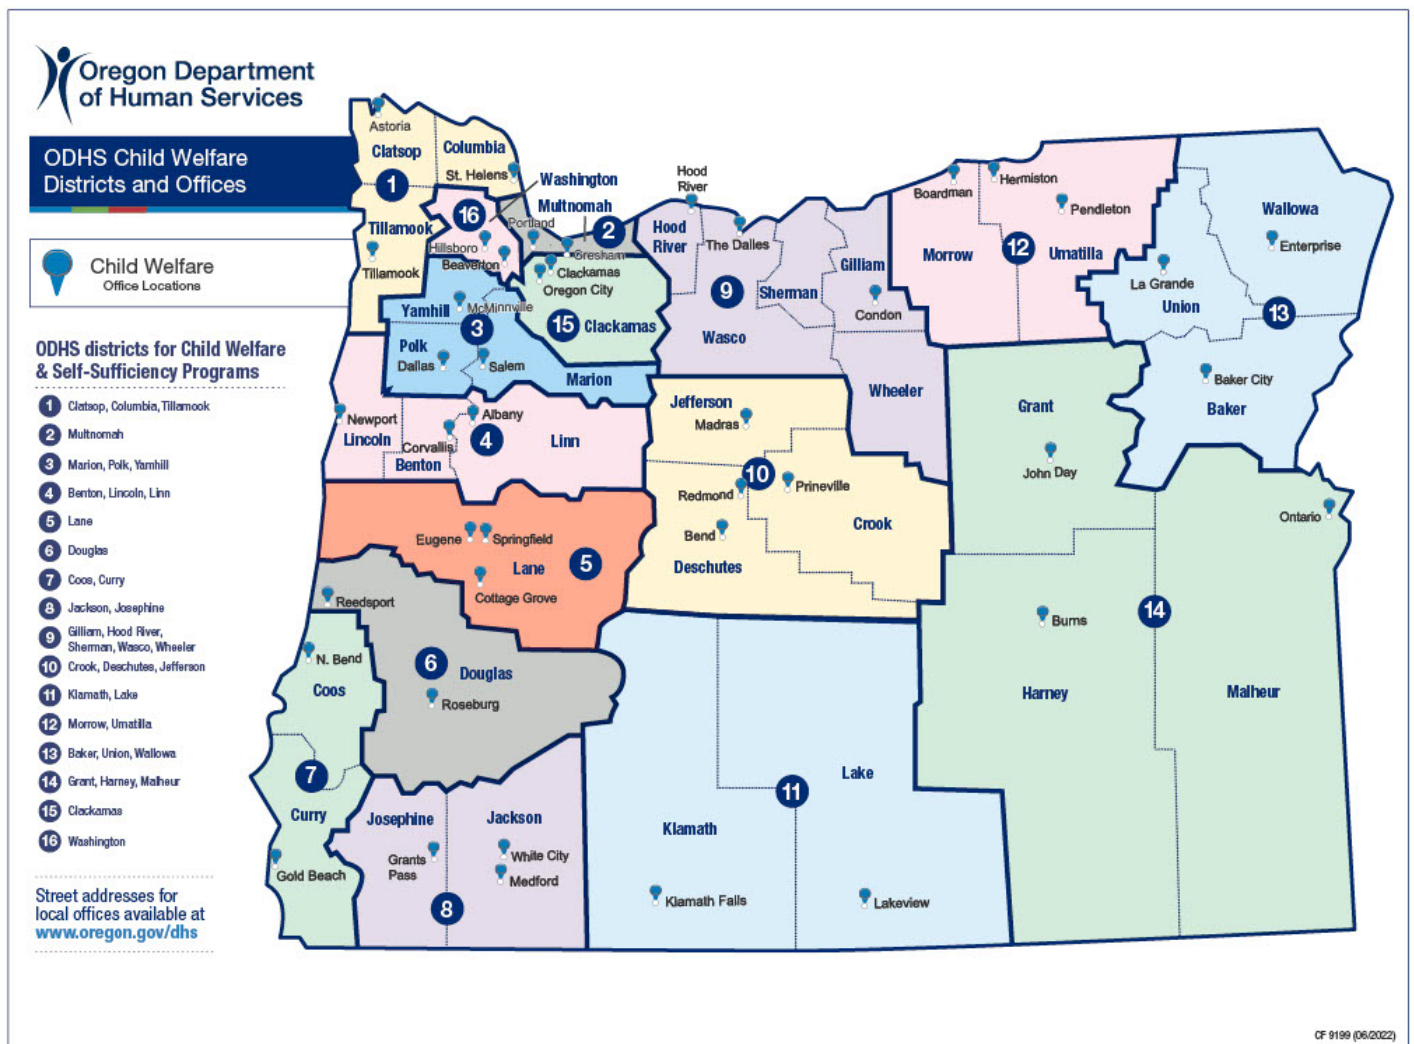 Oregon Department
of Human Services
ODHS Child Welfare
Districts and Offices
Child Welfare
Office Locations
ODHS districts for Child Welfare
& Self-Sufficiency Programs
1 Clatsop, Columbia, Tillamook
2 Multnomah
3 Marion, Polk, Yamhill
4 Benton, Lincoln, Linn
5 Lane
6 Douglas
7 Coos, Curry
8 Jackson, Josephine
9 Gilliam, Hood River,
Sherman, Wasco, Wheeler
10 Crook, Deschutes, Jefferson
11 Klamath, Lake
12 Morrow, Umatilla
13 Baker, Union, Wallowa
14 Grant, Harney, Malheur
15 Clackamas
16 Washington
Street addresses for
local offices available at
www.oregon.gov/dhs
Astoria
Clatsop
Columbia
St. Helens
1
Tillamook
Tillamook
Washington
16
Hillsboro
Beaverton
Multnomah
Portland
2
Gresham
Clackamas
Oregon City
15
Clackamas
Yamhill
McMinnville
3
Polk
Dallas
Salem
Marion
Newport
Lincoln
Albany
Corvallis
4
Benton
Linn
Eugene
Springfield
Lane
5
Cottage Grove
Reedsport
6
Douglas
Roseburg
N. Bend
Coos
7
Curry
Gold Beach
Josephine
Grants
Pass
Jackson
White City
Medford
8
Hood
River
Hood
River
The Dalles
9
Sherman
Wasco
Gilliam
Condon
Wheeler
Jefferson
Madras
10
Redmond
Prineville
Bend
Crook
Deschutes
Klamath
Klamath Falls
11
Lake
Lakeview
Boardman
Hermiston
Pendleton
Morrow
12
Umatilla
Wallowa
Enterprise
La Grande
Union
13
Baker City
Baker
Grant
John Day
Ontario
Burns
14
Harney
Malheur
CF 9199 (06/2022)